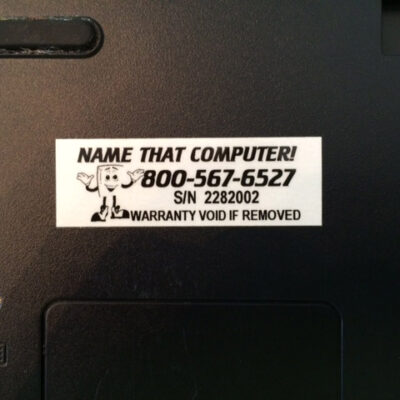 NAME THAT COMPUTER!
800-567-6527
S/N 2282002
WARRANTY VOID IF REMOVED